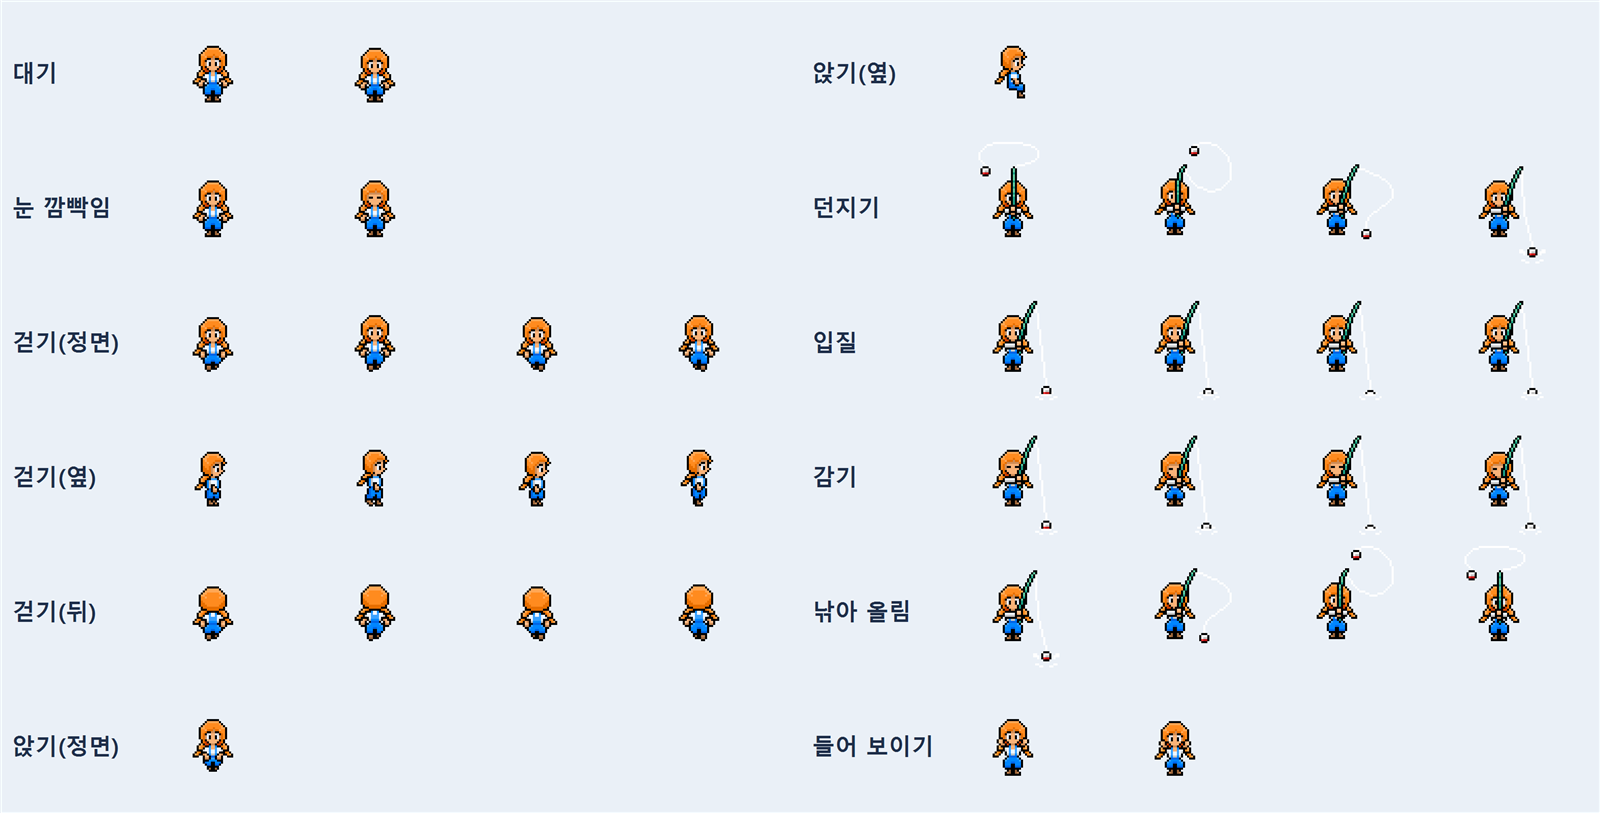 대기
눈 깜빡임
걷기(정면)
걷기(옆)
걷기(뒤)
앉기(정면)
앉기(옆)
던지기
입질
감기
낚아 올림
들어 보이기